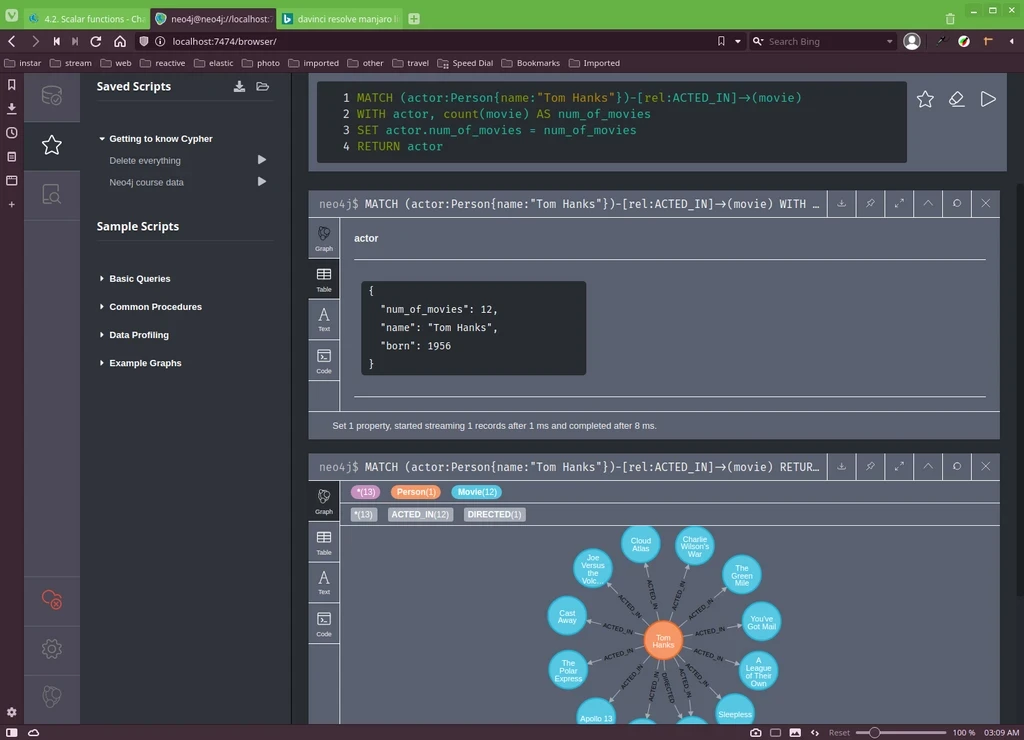 4.2. Scalar functions - Ch
neo4j@neo4j://localhost:7
davinci resolve manjaro l
localhost:7474/browser/
Search Bing
instar
stream
web
reactive
elastic
photo
imported
other
travel
Speed Dial
Bookmarks
Imported
Saved Scripts
Getting to know Cypher
Delete everything
Neo4j course data
Sample Scripts
Basic Queries
Common Procedures
Data Profiling
Example Graphs
1 MATCH (actor:Person{name:"Tom Hanks"})-[rel:ACTED_IN]→(movie)
2 WITH actor, count(movie) AS num_of_movies
3 SET actor.num_of_movies = num_of_movies
4 RETURN actor
neo4j$ MATCH (actor:Person{name:"Tom Hanks"})-[rel:ACTED_IN]→(movie) WITH …
Graph
Table
Text
Code
actor
{
"num_of_movies": 12,
"name": "Tom Hanks",
"born": 1956
}
Set 1 property, started streaming 1 records after 1 ms and completed after 8 ms.
neo4j$ MATCH (actor:Person{name:"Tom Hanks"})-[rel:ACTED_IN]→(movie) RETUR…
Graph
Table
Text
Code
*(13) Person(1) Movie(12)
*(13) ACTED_IN(12) DIRECTED(1)
Cloud
Atlas
Charlie
Wilson's
War
Joe
Versus
the
Volc...
The
Green
Mile
Cast
Away
You've
Got Mail
Tom
Hanks
The
Polar
Express
A
League
of Their
Own
Apollo 13
Sleepless
ACTED_IN
ACTED_IN
ACTED_IN
ACTED_IN
ACTED_IN
ACTED_IN
ACTED_IN
ACTED_IN
ACTED_IN
ACTED_IN
ACTED_IN
DIRECTED
ACTED_IN
Reset
100 %
03:09 AM